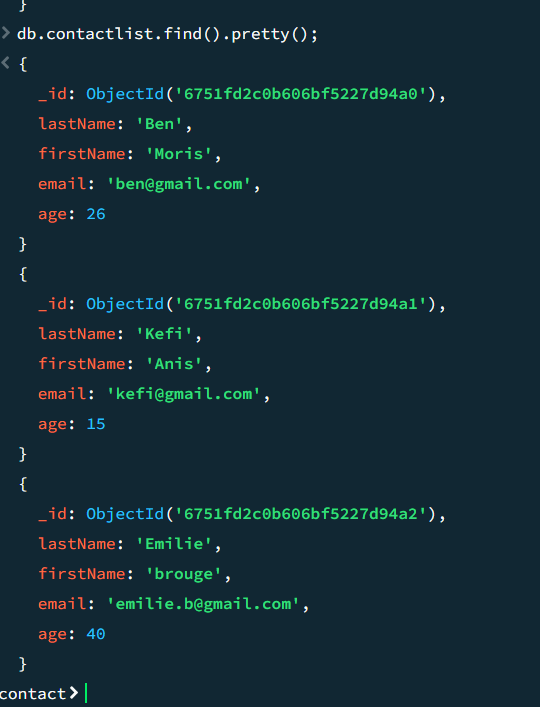 }
> db.contactlist.find().pretty();
< {
_id: ObjectId('6751fd2c0b606bf5227d94a0'),
lastName: 'Ben',
firstName: 'Moris',
email: 'ben@gmail.com',
age: 26
}
{
_id: ObjectId('6751fd2c0b606bf5227d94a1'),
lastName: 'Kefi',
firstName: 'Anis',
email: 'kefi@gmail.com',
age: 15
}
{
_id: ObjectId('6751fd2c0b606bf5227d94a2'),
lastName: 'Emilie',
firstName: 'brouge',
email: 'emilie.b@gmail.com',
age: 40
}
contact>